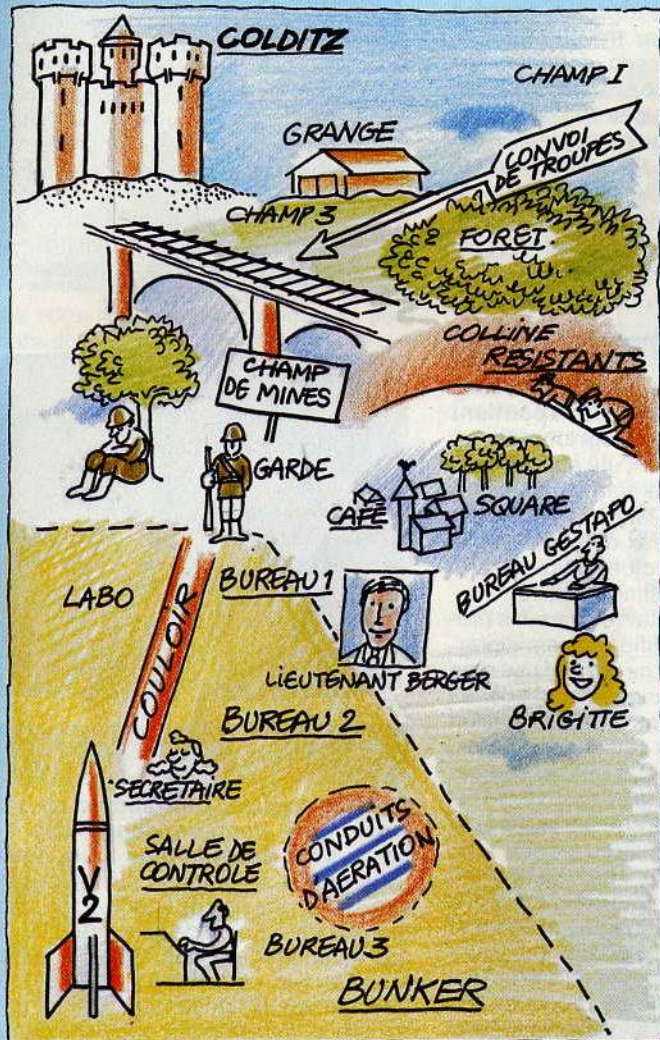 COLDITZ
CHAMP I
GRANGE
CONVOI
DE TROUPES
CHAMP 3
FORET.
COLLINE
RESISTANTS
CHAMP
DE MINES
GARDE
CAFÉ
SQUARE
BUREAU GESTAPO
LABO
COULOIR
BUREAU 1
LIEUTENANT BERGER
BRIGITTE
BUREAU 2
SECRETAIRE
SALLE DE
CONTROLE
CONDUITS
D'AERATION
V2
BUREAU 3
BUNKER